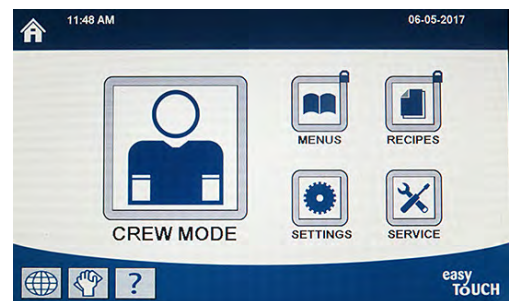 11:48 AM
06-05-2017
MENUS
RECIPES
CREW MODE
SETTINGS
SERVICE
?
easy
TOUCH